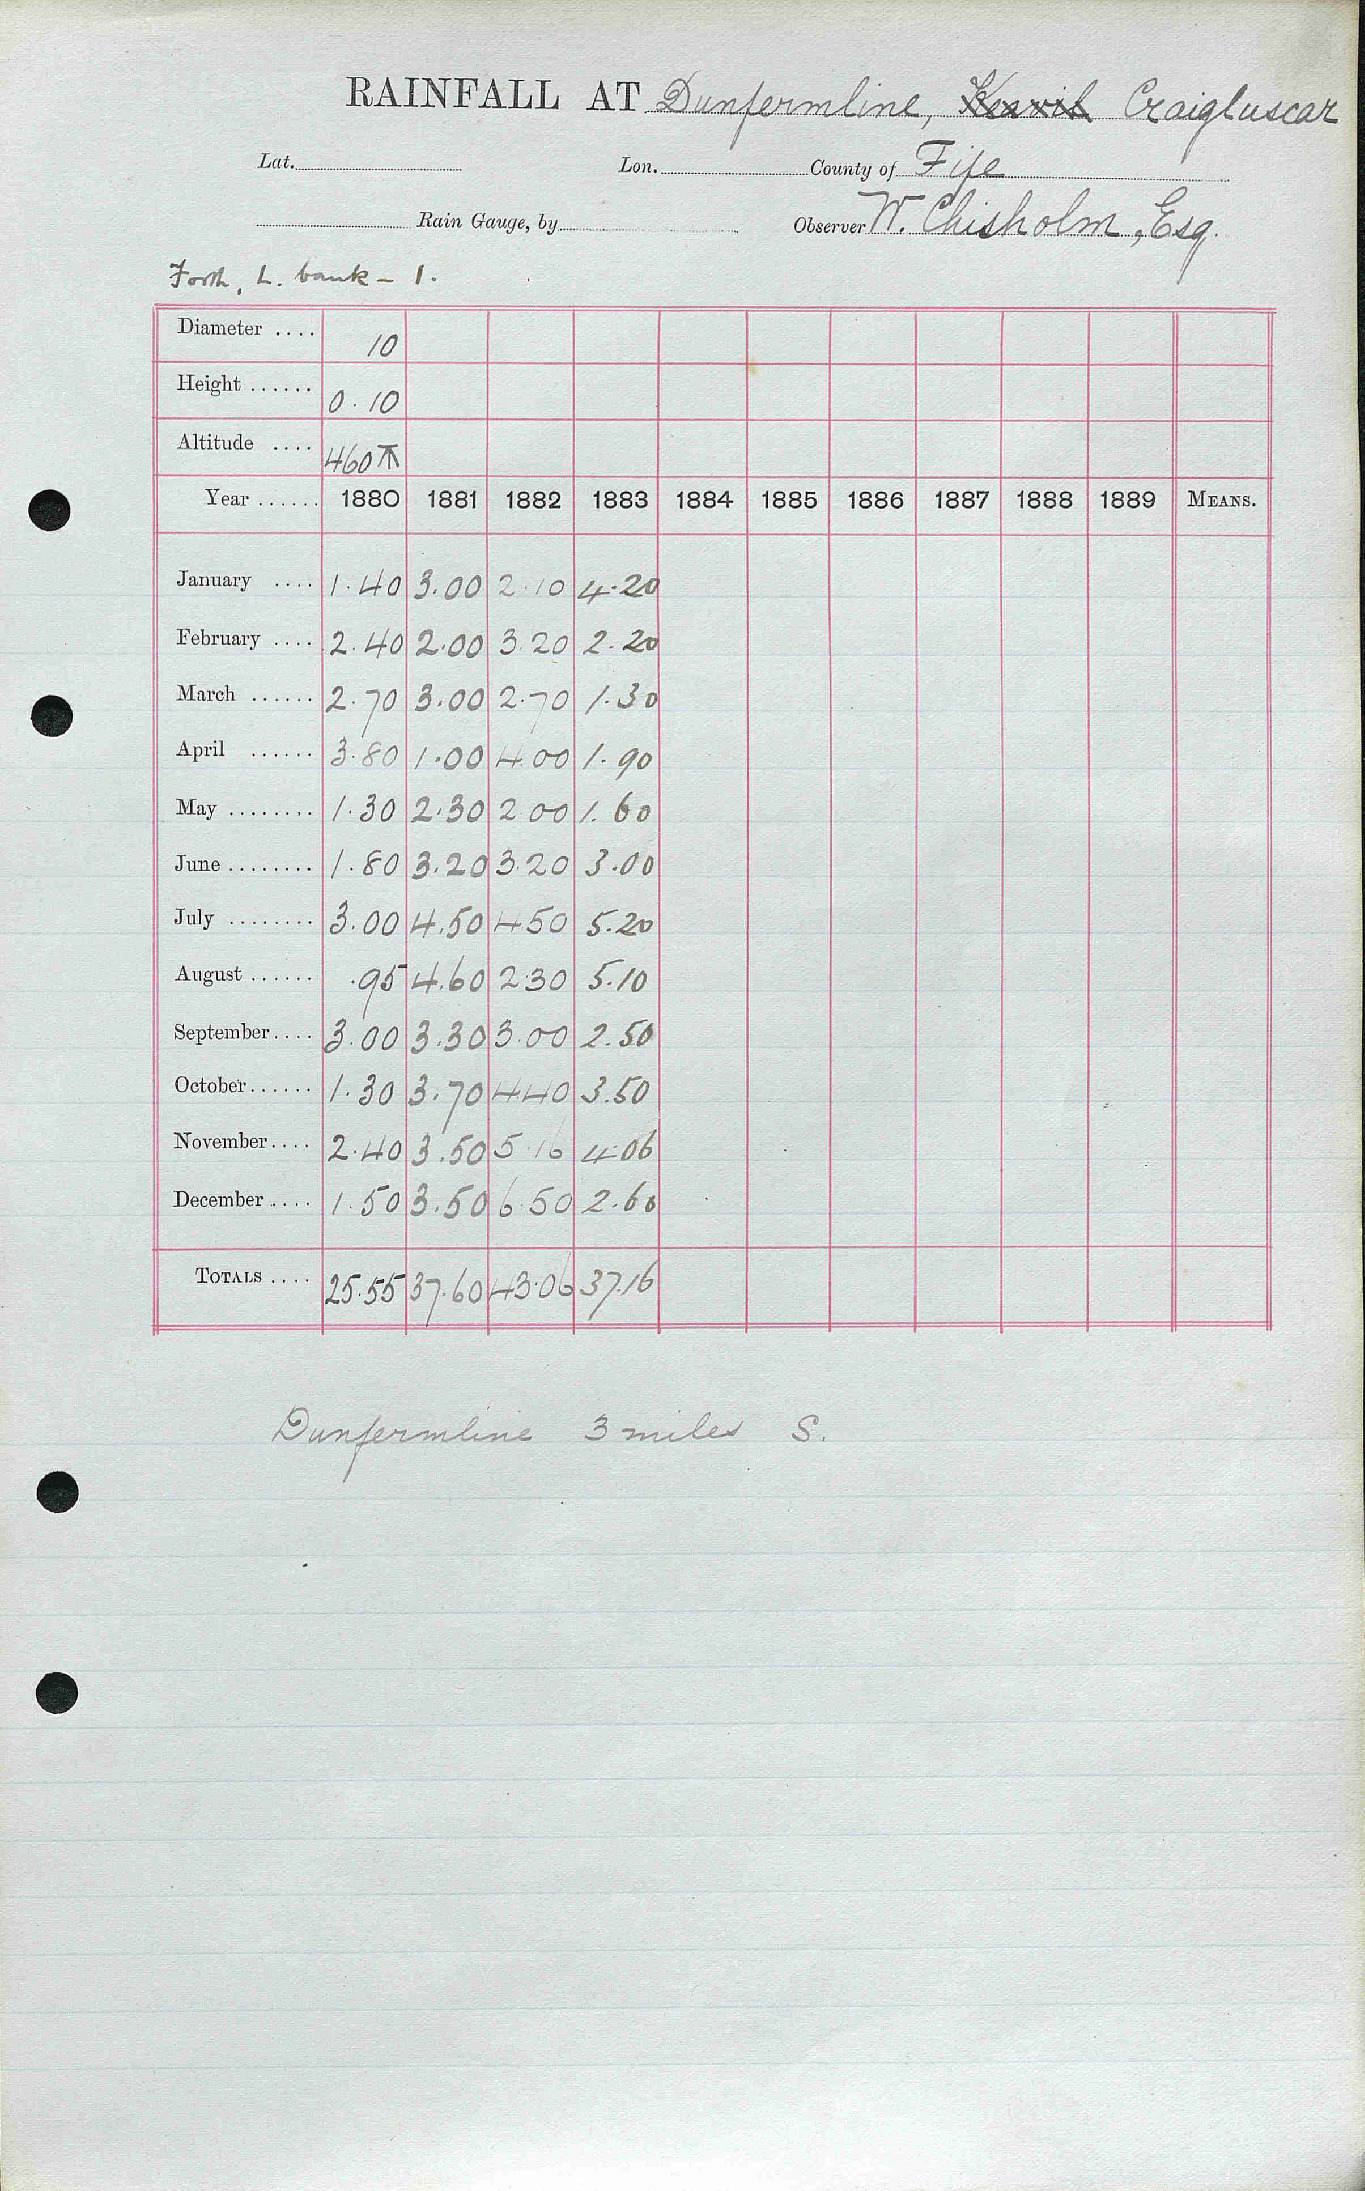 RAINFALL AT Dunfermline, Craigluscar
Lat. Lon. County of Fife
Rain Gauge, by Observer W. Chisholm, Esq.
Forth, L. bank - 1.
Diameter .... 10
Height ...... 0.10
Altitude .... 460
Year ...... 1880 1881 1882 1883 1884 1885 1886 1887 1888 1889 MEANS.
January .... 1.40 3.00 2.10 4.20
February .... 2.40 2.00 3.20 2.20
March ...... 2.70 3.00 2.70 1.30
April ...... 3.80 1.00 4.00 1.90
May ........ 1.30 2.30 2.00 1.60
June ........ 1.80 3.20 3.20 3.00
July ........ 3.00 4.50 4.50 5.20
August ...... .95 4.60 2.30 5.10
September .... 3.00 3.30 3.00 2.50
October ...... 1.30 3.70 4.40 3.50
November .... 2.40 3.50 5.16 4.06
December .... 1.50 3.50 6.50 2.60
TOTALS .... 25.55 37.60 43.06 37.16
Dunfermline 3 miles S.